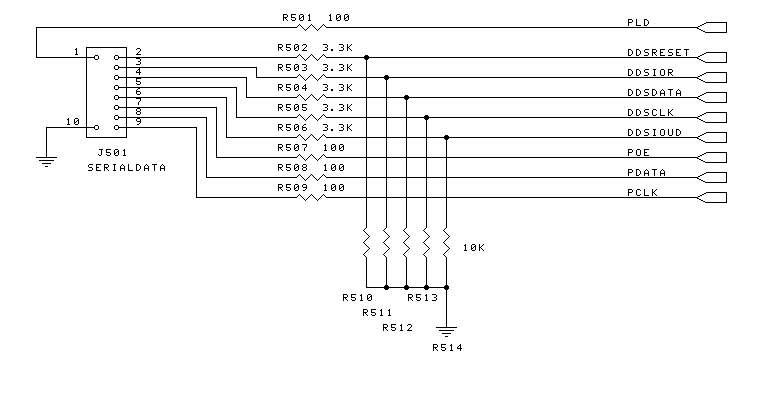 R501 100 PLD
1 2 R502 3.3K DDSRESET
3 R503 3.3K DDSIOR
4 R504 3.3K DDSDATA
5 R505 3.3K DDSCLK
6 R506 3.3K DDSIOUD
7 R507 100 POE
8 R508 100 PDATA
10 9 R509 100 PCLK
J501
SERIALDATA
10K
R510 R513
R511
R512
R514